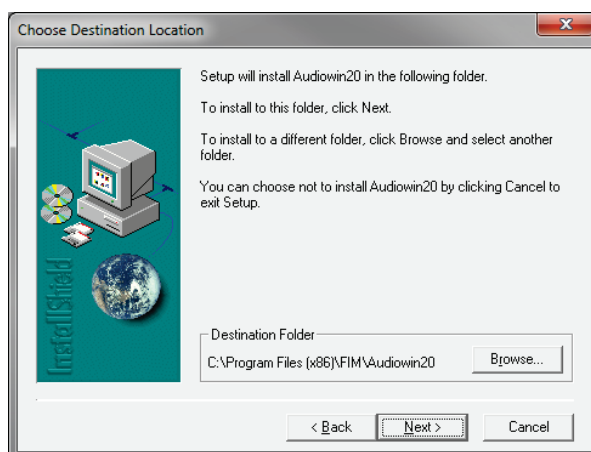 Choose Destination Location
Setup will install Audiowin20 in the following folder.
To install to this folder, click Next.
To install to a different folder, click Browse and select another
folder.
You can choose not to install Audiowin20 by clicking Cancel to
exit Setup.
InstallShield
Destination Folder
C:\Program Files (x86)\FIM\Audiowin20
Browse...
< Back
Next >
Cancel